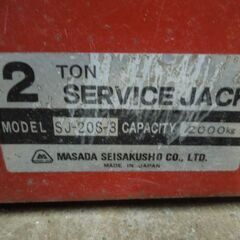 2 TON
SERVICE JACK
MODEL SJ-20S-3 CAPACITY 2000kg
MASADA SEISAKUSHO CO., LTD.
MADE IN JAPAN